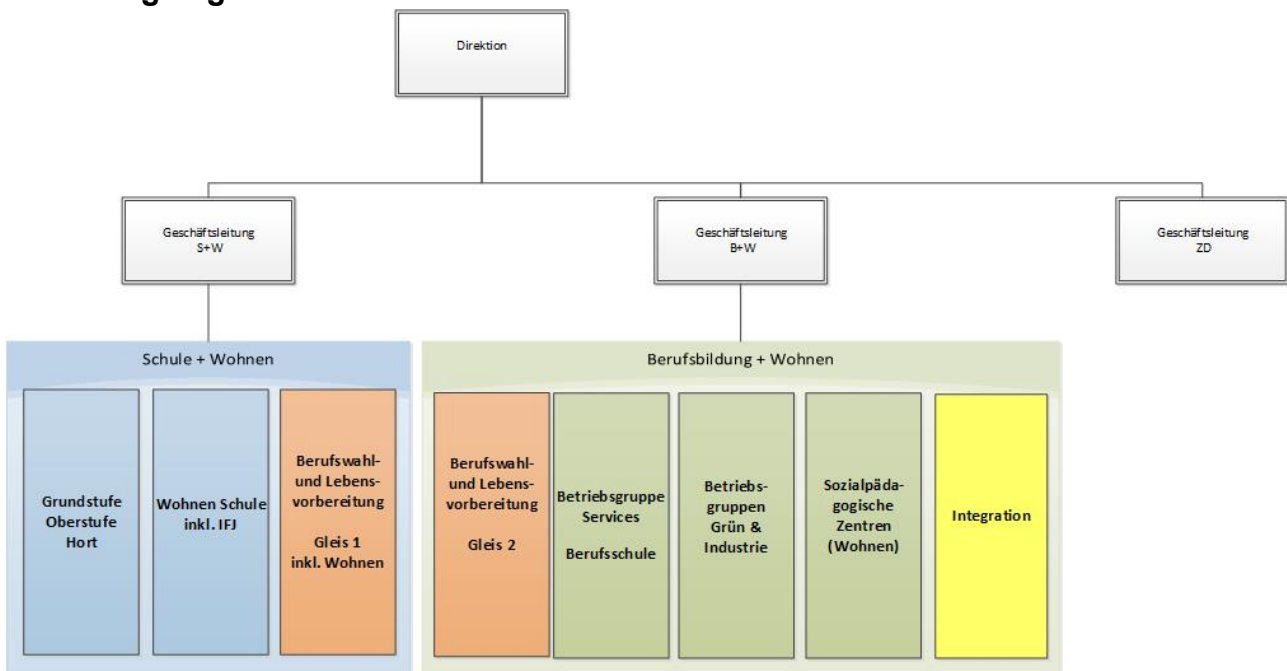 Direktion
Geschäftsleitung
S+W
Geschäftsleitung
B+W
Geschäftsleitung
ZD
Schule + Wohnen
Grundstufe
Oberstufe
Hort
Wohnen Schule
inkl. IFJ
Berufswahl-
und Lebens-
vorbereitung
Gleis 1
inkl. Wohnen
Berufsbildung + Wohnen
Berufswahl-
und Lebens-
vorbereitung
Gleis 2
Betriebsgruppe
Services
Berufsschule
Betriebs-
gruppen
Grün &
Industrie
Sozialpäda-
gogische
Zentren
(Wohnen)
Integration